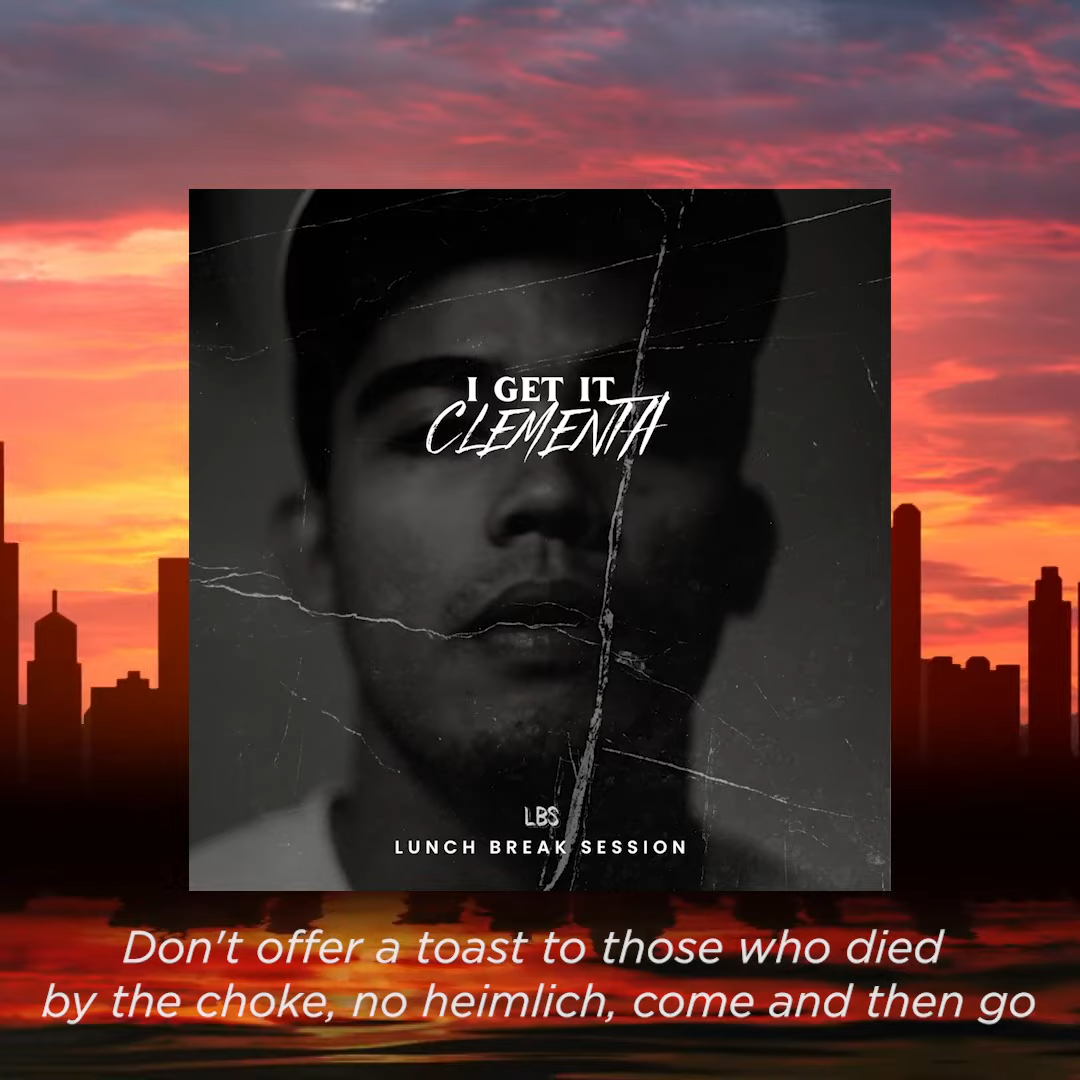 I GET IT
CLEMENTA
LBS
LUNCH BREAK SESSION
Don't offer a toast to those who died
by the choke, no heimlich, come and then go